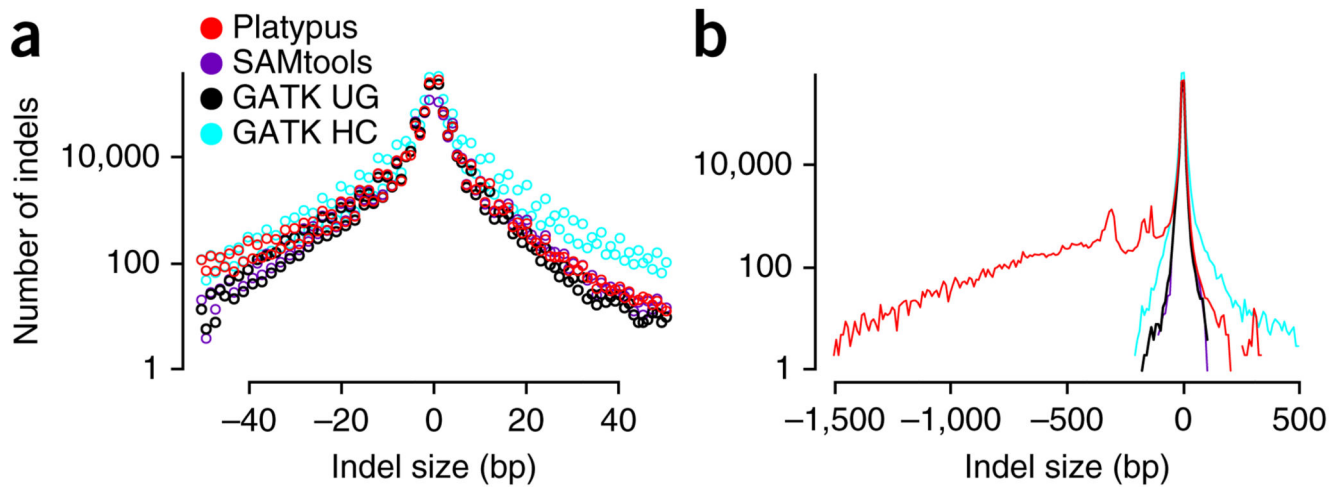 a
Platypus
SAMtools
GATK UG
GATK HC
Number of indels
10,000
100
1
−40 −20 0 20 40
Indel size (bp)
b
10,000
100
1
−1,500 −1,000 −500 0 500
Indel size (bp)